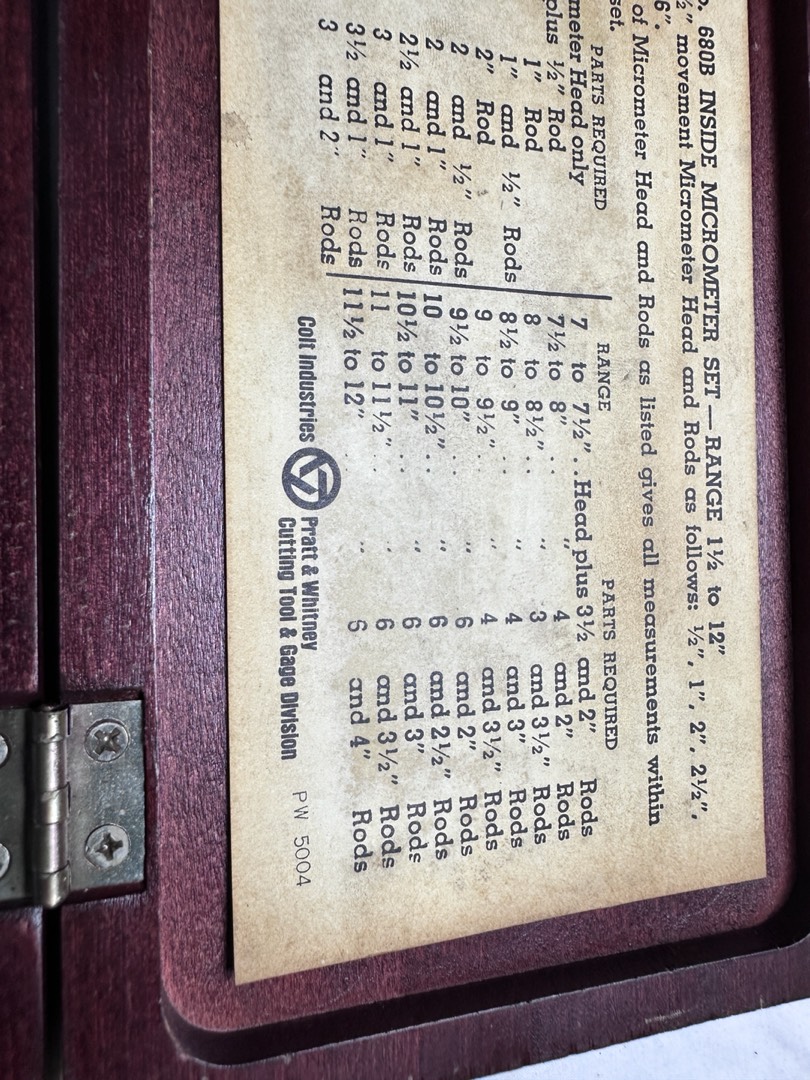 680B INSIDE MICROMETER SET — RANGE 1½ to 12"
½" movement Micrometer Head and Rods as follows: ½", 1", 2", 2½",
6".
of Micrometer Head and Rods as listed gives all measurements within
set.
PARTS REQUIRED
meter Head only
plus ½" Rod
1" Rod
1" and ½" Rods
2" Rod
2 and ½" Rods
2 and 1" Rods
2½ and 1" Rods
3 and 1" Rods
3½ and 1" Rods
3 and 2" Rods
RANGE PARTS REQUIRED
7 to 7½" . . Head plus 3½ and 2" Rods
7½ to 8" . . " 4 and 2" Rods
8 to 8½" . . " 3 and 3½" Rods
8½ to 9" . . " 4 and 3" Rods
9 to 9½" . . " 4 and 3½" Rods
9½ to 10" . . " 6 and 2" Rods
10 to 10½" . . " 6 and 2½" Rods
10½ to 11" . . " 6 and 3" Rods
11 to 11½" . . " 6 and 3½" Rods
11½ to 12" . . " 6 and 4" Rods
Colt Industries Pratt & Whitney
Cutting Tool & Gage Division
PW 5004